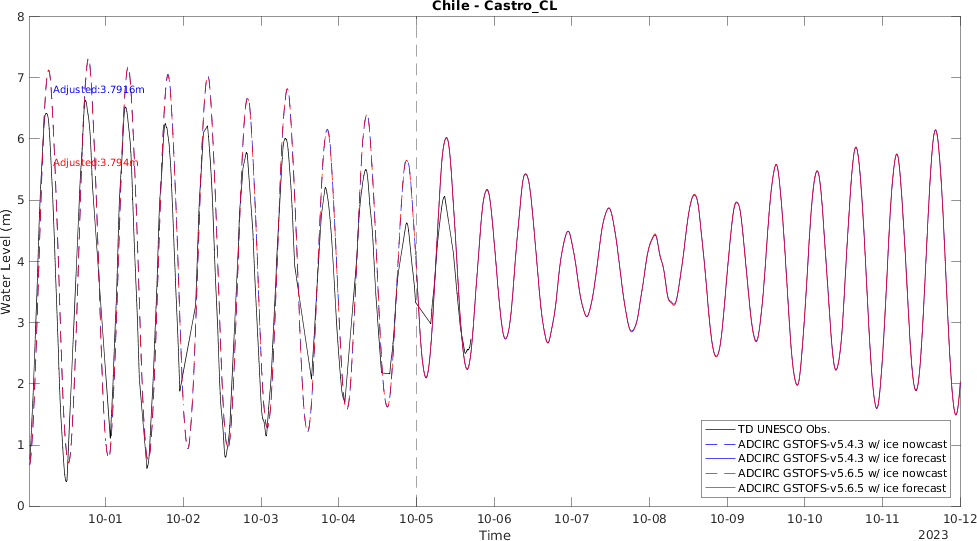 Chile - Castro_CL
8
7
6
5
4
3
2
1
0
Water Level (m)
Adjusted:3.7916m
Adjusted:3.794m
TD UNESCO Obs.
ADCIRC GSTOFS-v5.4.3 w/ ice nowcast
ADCIRC GSTOFS-v5.4.3 w/ ice forecast
ADCIRC GSTOFS-v5.6.5 w/ ice nowcast
ADCIRC GSTOFS-v5.6.5 w/ ice forecast
10-01 10-02 10-03 10-04 10-05 10-06 10-07 10-08 10-09 10-10 10-11 10-12
Time
2023